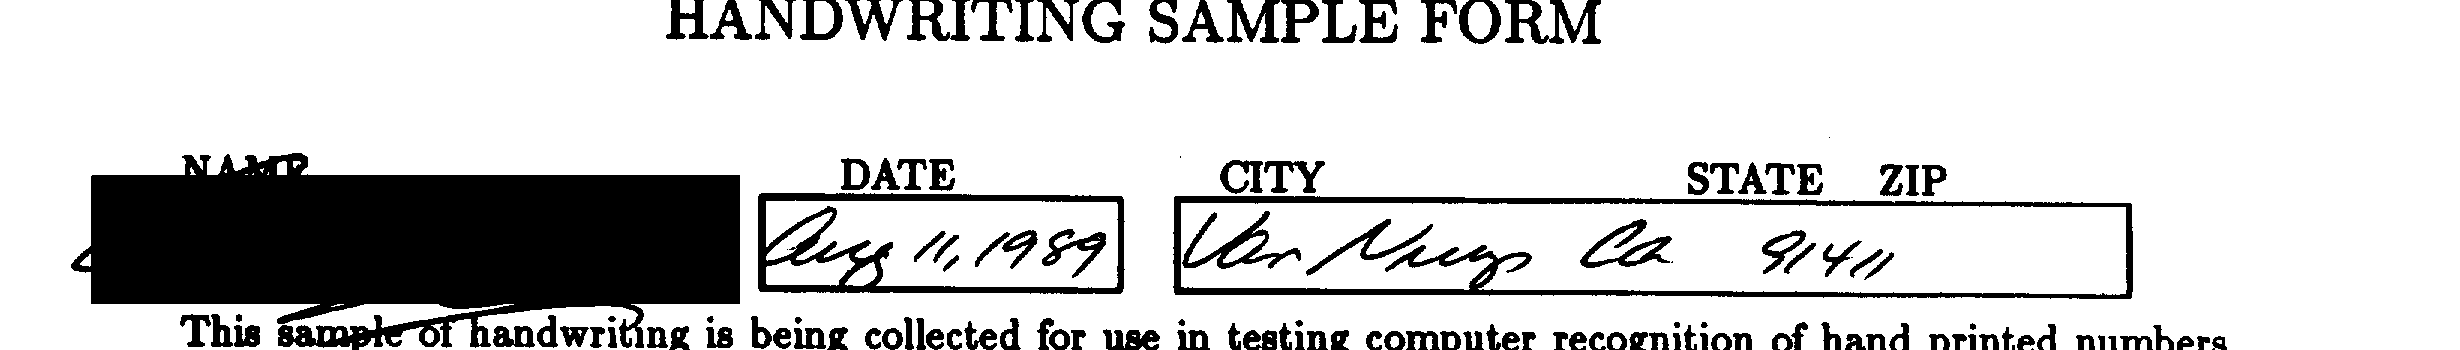 HANDWRITING SAMPLE FORM
NAME DATE CITY STATE ZIP
Aug 11, 1989 Van Nuys Ca 91411
This sample of handwriting is being collected for use in testing computer recognition of hand printed numbers